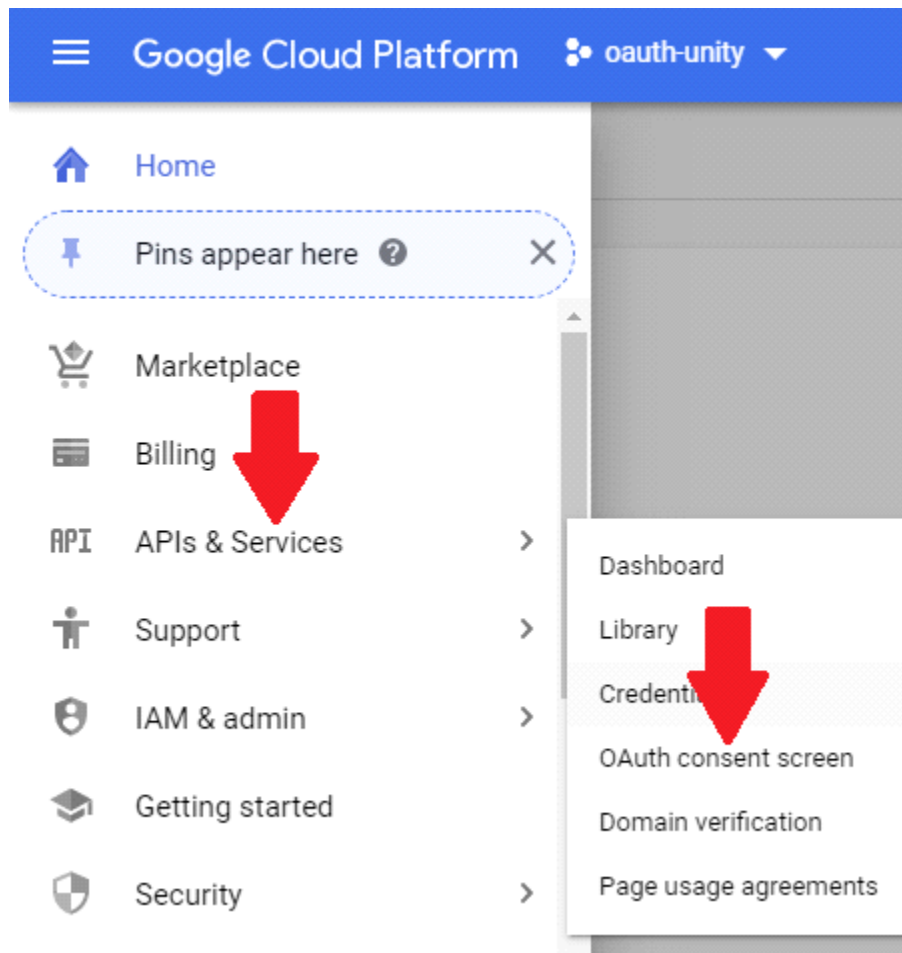 Google Cloud Platform oauth-unity
Home
Pins appear here
Marketplace
Billing
API APIs & Services
Support
IAM & admin
Getting started
Security
Dashboard
Library
OAuth consent screen
Domain verification
Page usage agreements